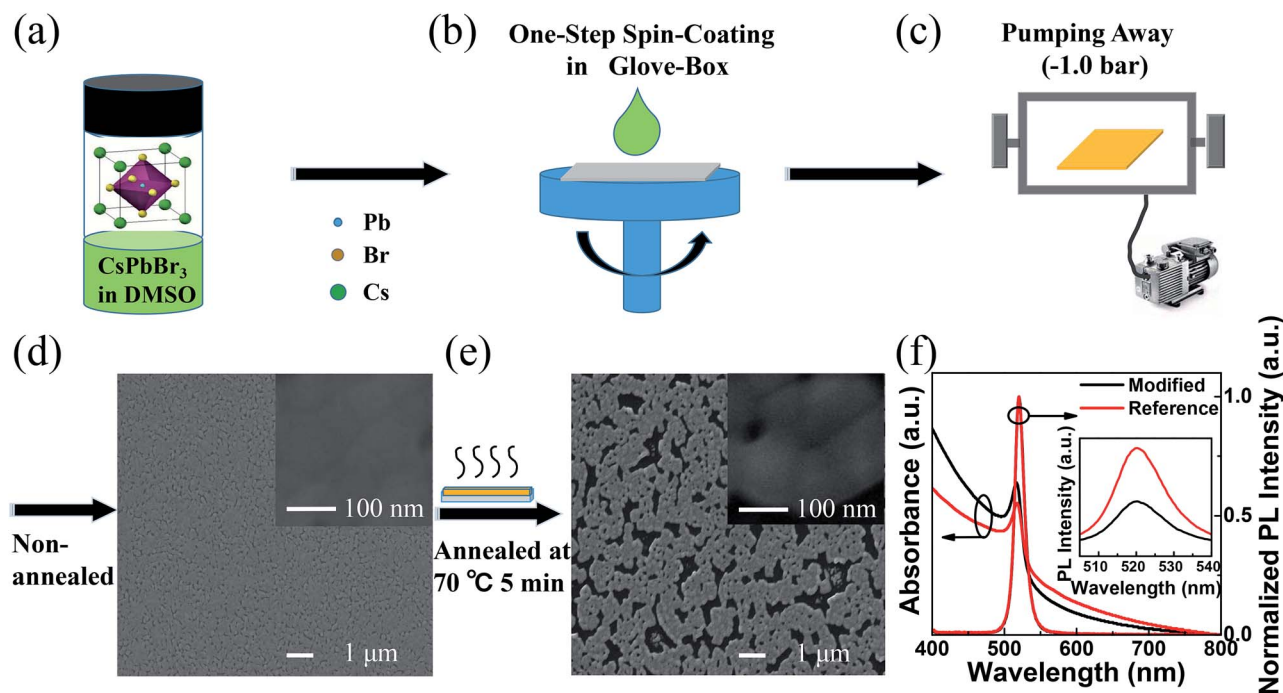 (a)
CsPbBr₃
in DMSO
Pb
Br
Cs
(b)
One-Step Spin-Coating
in Glove-Box
(c)
Pumping Away
(-1.0 bar)
Non-
annealed
(d)
100 nm
1 μm
Annealed at
70 ℃ 5 min
(e)
100 nm
1 μm
(f)
Absorbance (a.u.)
Normalized PL Intensity (a.u.)
Modified
Reference
1.0
0.5
0.0
400 500 600 700 800
Wavelength (nm)
PL Intensity (a.u.)
510 520 530 540
Wavelength (nm)